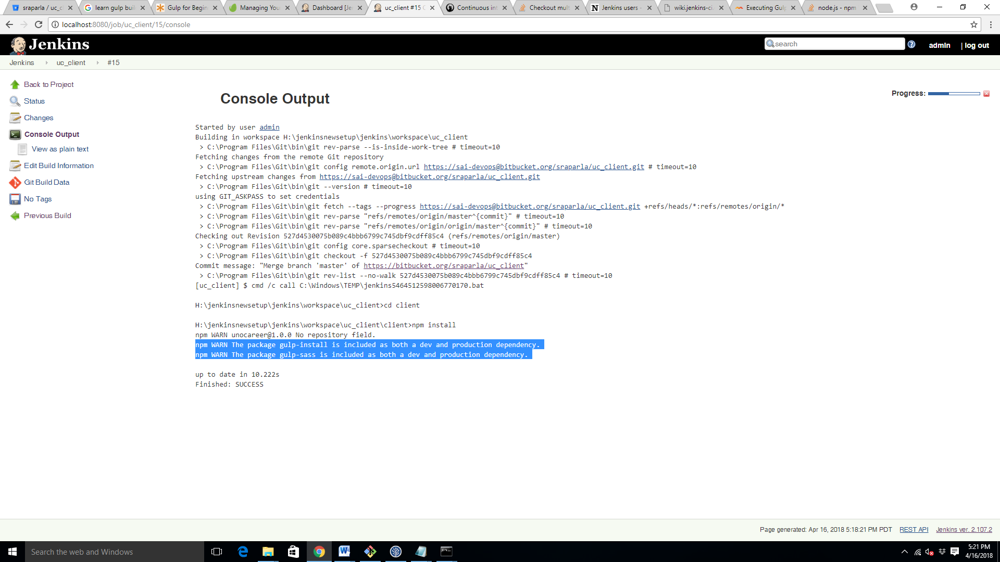 sraparla / uc_cl
learn gulp buil
Gulp for Begin
Managing You
Dashboard [Je
uc_client #15 C
Continuous int
Checkout mult
Jenkins users -
wiki.jenkins-ci.
Executing Gulp
node.js - npm
localhost:8080/job/uc_client/15/console
Jenkins
search
admin
| log out
Jenkins
uc_client
#15
Back to Project
Status
Changes
Console Output
View as plain text
Edit Build Information
Git Build Data
No Tags
Previous Build
Console Output
Progress:
Started by user admin
Building in workspace H:\jenkinsnewsetup\jenkins\workspace\uc_client
> C:\Program Files\Git\bin\git rev-parse --is-inside-work-tree # timeout=10
Fetching changes from the remote Git repository
> C:\Program Files\Git\bin\git config remote.origin.url https://sai-devops@bitbucket.org/sraparla/uc_client.git # timeout=10
Fetching upstream changes from https://sai-devops@bitbucket.org/sraparla/uc_client.git
> C:\Program Files\Git\bin\git --version # timeout=10
using GIT_ASKPASS to set credentials
> C:\Program Files\Git\bin\git fetch --tags --progress https://sai-devops@bitbucket.org/sraparla/uc_client.git +refs/heads/*:refs/remotes/origin/*
> C:\Program Files\Git\bin\git rev-parse "refs/remotes/origin/master^{commit}" # timeout=10
> C:\Program Files\Git\bin\git rev-parse "refs/remotes/origin/origin/master^{commit}" # timeout=10
Checking out Revision 527d4530075b089c4bbb6799c745dbf9cdff85c4 (refs/remotes/origin/master)
> C:\Program Files\Git\bin\git config core.sparsecheckout # timeout=10
> C:\Program Files\Git\bin\git checkout -f 527d4530075b089c4bbb6799c745dbf9cdff85c4
Commit message: "Merge branch 'master' of https://bitbucket.org/sraparla/uc_client"
> C:\Program Files\Git\bin\git rev-list --no-walk 527d4530075b089c4bbb6799c745dbf9cdff85c4 # timeout=10
[uc_client] $ cmd /c call C:\Windows\TEMP\jenkins5464512598006770170.bat
H:\jenkinsnewsetup\jenkins\workspace\uc_client>cd client
H:\jenkinsnewsetup\jenkins\workspace\uc_client\client>npm install
npm WARN unocareer@1.0.0 No repository field.
npm WARN The package gulp-install is included as both a dev and production dependency.
npm WARN The package gulp-sass is included as both a dev and production dependency.
up to date in 10.222s
Finished: SUCCESS
Page generated: Apr 16, 2018 5:18:21 PM PDT
REST API
Jenkins ver. 2.107.2
Search the web and Windows
5:21 PM
4/16/2018